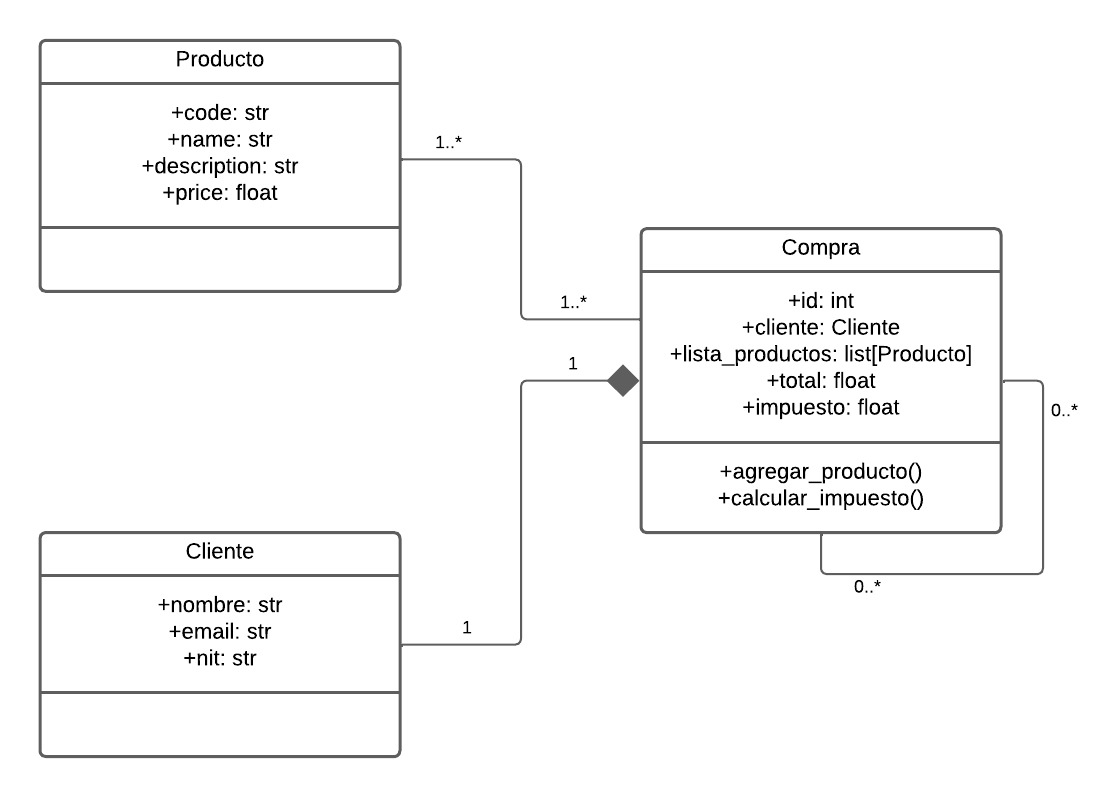 Producto
+code: str
+name: str
+description: str
+price: float
1..*
1..*
Compra
+id: int
+cliente: Cliente
+lista_productos: list[Producto]
+total: float
+impuesto: float
+agregar_producto()
+calcular_impuesto()
0..*
0..*
1
Cliente
+nombre: str
+email: str
+nit: str
1